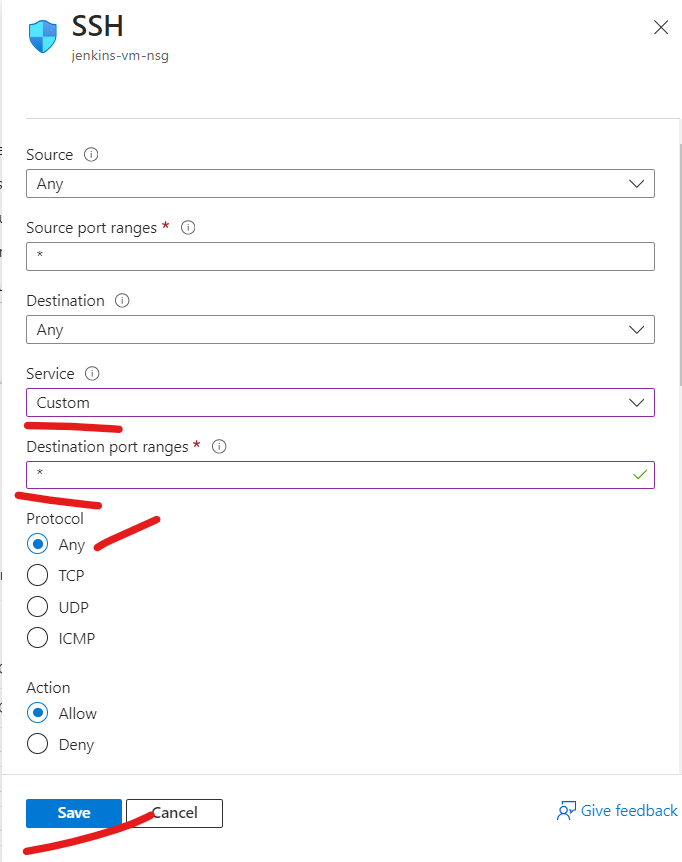 SSH
jenkins-vm-nsg
Source
Any
Source port ranges *
*
Destination
Any
Service
Custom
Destination port ranges *
*
Protocol
Any
TCP
UDP
ICMP
Action
Allow
Deny
Save Cancel Give feedback